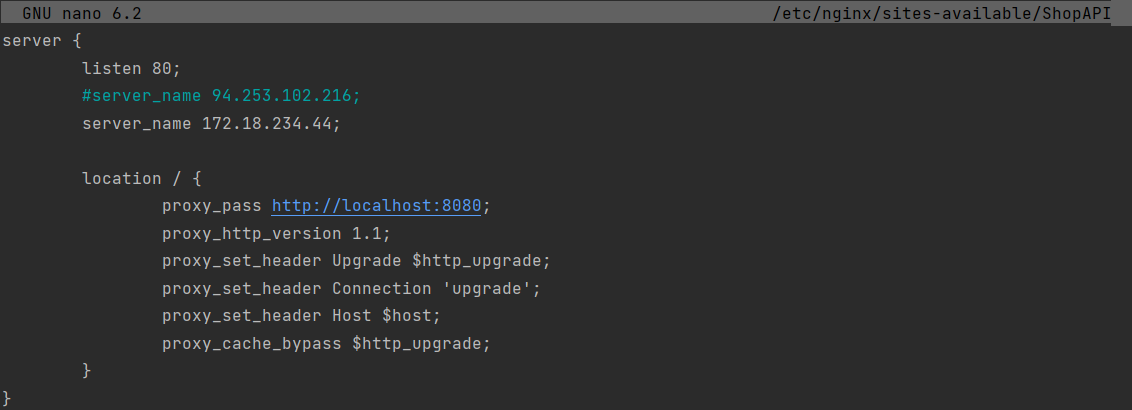 GNU nano 6.2 /etc/nginx/sites-available/ShopAPI
server {
listen 80;
#server_name 94.253.102.216;
server_name 172.18.234.44;
location / {
proxy_pass http://localhost:8080;
proxy_http_version 1.1;
proxy_set_header Upgrade $http_upgrade;
proxy_set_header Connection 'upgrade';
proxy_set_header Host $host;
proxy_cache_bypass $http_upgrade;
}
}